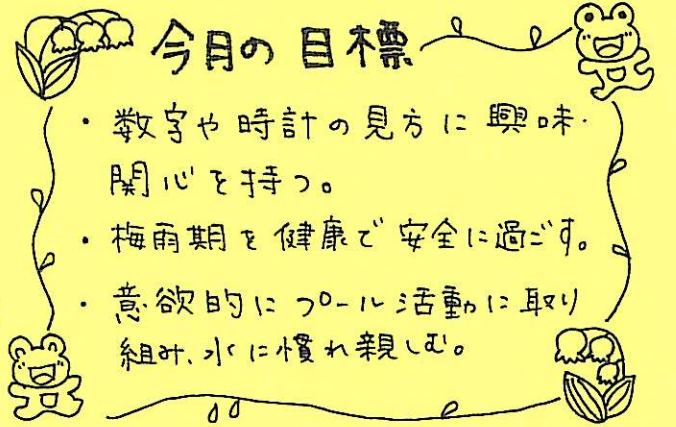 今月の目標
・数字や時計の見方に興味・
関心を持つ。
・梅雨期を健康で安全に過ごす。
・意欲的にプール活動に取り
組み、水に慣れ親しむ。